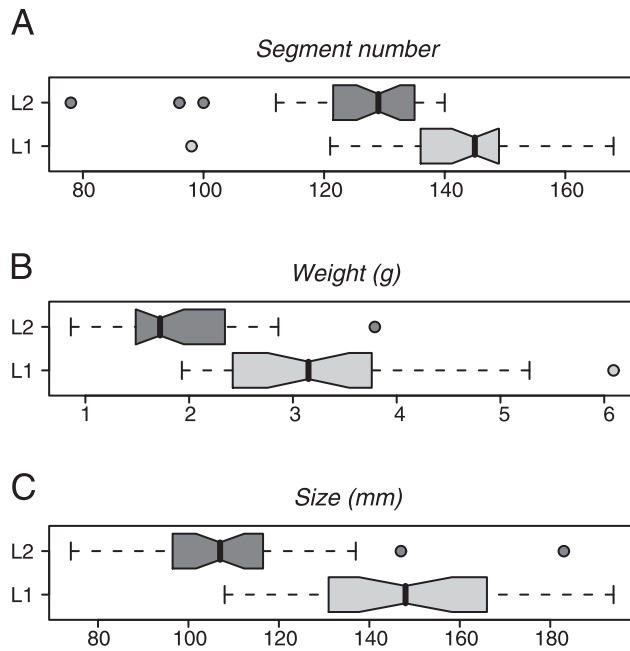 A
Segment number
L2
L1
80 100 120 140 160
B
Weight (g)
L2
L1
1 2 3 4 5 6
C
Size (mm)
L2
L1
80 100 120 140 160 180